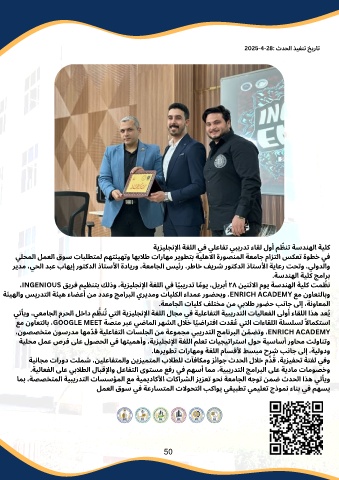 تاريخ تنفيذ الحدث :28-4-2025
كلية الهندسة تنظّم أول لقاء تدريبي تفاعلي في اللغة الإنجليزية
في خطوة تعكس التزام جامعة المنصورة الاهلية بتطوير مهارات طلابها وتهيئتهم لمتطلبات سوق العمل المحلي
والدولي، وتحت رعاية الأستاذ الدكتور شريف خاطر، رئيس الجامعة، وريادة الأستاذ الدكتور إيهاب عبد الحي، مدير
برامج كلية الهندسة.
نظّمت كلية الهندسة يوم الاثنين ٢٨ أبريل، يومًا تدريبيًا في اللغة الإنجليزية، وذلك بتنظيم فريق INGENIOUS،
وبالتعاون مع ENRICH ACADEMY، وبحضور عمداء الكليات ومديري البرامج وعدد من أعضاء هيئة التدريس والهيئة
المعاونة، إلى جانب حضور طلابي من مختلف كليات الجامعة.
يُعد هذا اللقاء أولى الفعاليات التدريبية التفاعلية في مجال اللغة الإنجليزية التي تُنظَّم داخل الحرم الجامعي، ويأتي
استكمالًا لسلسلة اللقاءات التي عُقدت افتراضيًا خلال الشهر الماضي عبر منصة GOOGLE MEET، بالتعاون مع
ENRICH ACADEMY. وتضمّن البرنامج التدريبي مجموعة من الجلسات التفاعلية قدّمها مدرسون متخصصون،
وتناولت محاور أساسية حول استراتيجيات تعلم اللغة الإنجليزية، وأهميتها في الحصول على فرص عمل محلية
ودولية، إلى جانب شرح مبسط لأقسام اللغة ومهارات تطويرها.
وفي لفتة تحفيزية، قُدّم خلال الحدث جوائز ومكافآت للطلاب المتميزين والمتفاعلين، شملت دورات مجانية
وخصومات مادية على البرامج التدريبية، مما أسهم في رفع مستوى التفاعل والإقبال الطلابي على الفعالية.
ويأتي هذا الحدث ضمن توجه الجامعة نحو تعزيز الشراكات الأكاديمية مع المؤسسات التدريبية المتخصصة، بما
يسهم في بناء نموذج تعليمي تطبيقي يواكب التحولات المتسارعة في سوق العمل
50